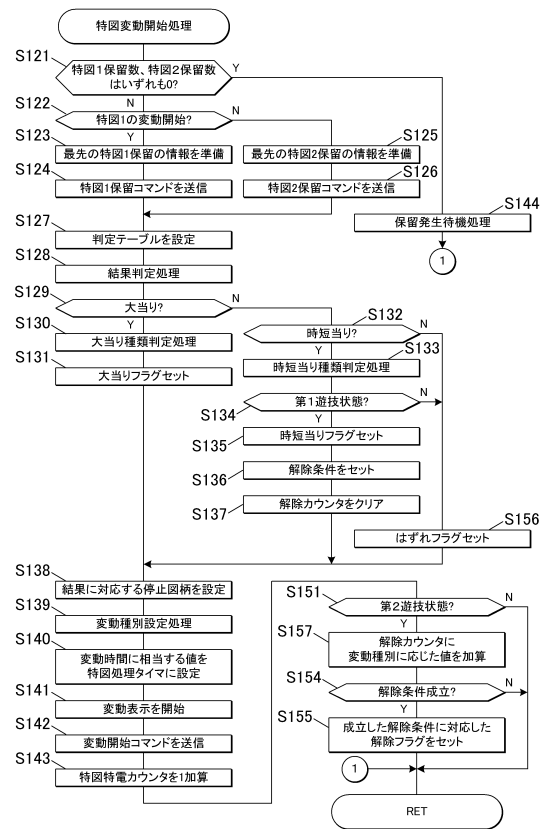 特図変動開始処理
S121
特図1保留数、特図2保留数
はいずれも0?
Y
N
S122
特図1の変動開始?
N
Y
S123
最先の特図1保留の情報を準備
S125
最先の特図2保留の情報を準備
S124
特図1保留コマンドを送信
S126
特図2保留コマンドを送信
S144
保留発生待機処理
1
S127
判定テーブルを設定
S128
結果判定処理
S129
大当り?
N
Y
S130
大当り種類判定処理
S131
大当りフラグセット
S132
時短当り?
N
Y
S133
時短当り種類判定処理
S134
第1遊技状態?
N
Y
S135
時短当りフラグセット
S136
解除条件をセット
S137
解除カウンタをクリア
S156
はずれフラグセット
S138
結果に対応する停止図柄を設定
S139
変動種別設定処理
S140
変動時間に相当する値を
特図処理タイマに設定
S141
変動表示を開始
S142
変動開始コマンドを送信
S143
特図特電カウンタを1加算
S151
第2遊技状態?
N
Y
S157
解除カウンタに
変動種別に応じた値を加算
S154
解除条件成立?
N
Y
S155
成立した解除条件に対応した
解除フラグをセット
1
RET